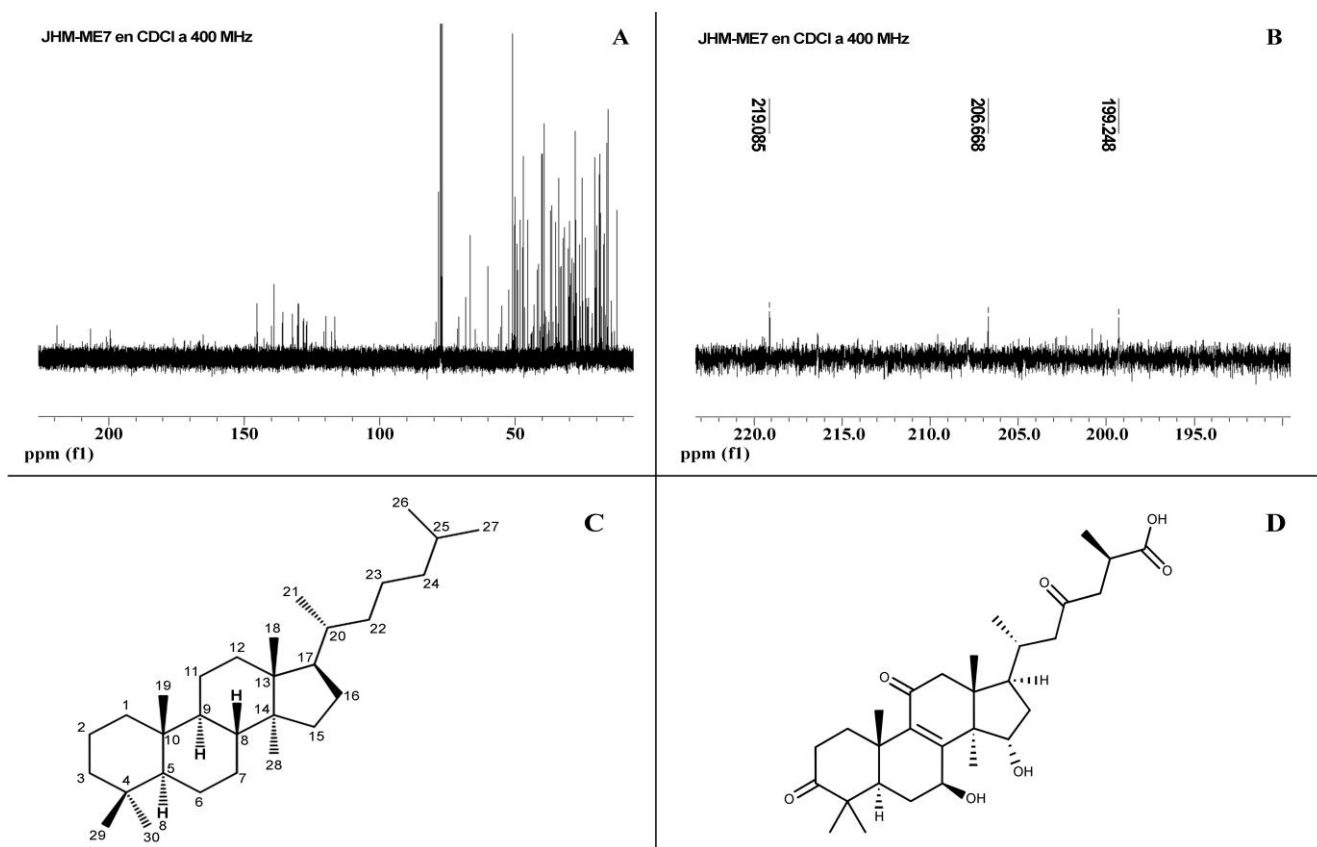 JHM-ME7 en CDCl a 400 MHz
A
200
150
100
50
ppm (f1)
JHM-ME7 en CDCl a 400 MHz
B
219.085
206.668
199.248
220.0
215.0
210.0
205.0
200.0
195.0
ppm (f1)
C
26
25
27
23
24
21
22
20
18
12
17
11
13
16
19
H
1
9
14
15
2
10
8
H
28
3
5
7
4
6
H
8
29
30
D
OH
O
O
O
OH
O
OH
H
H